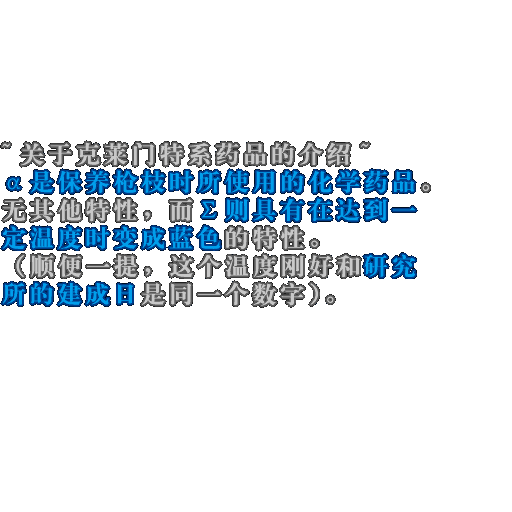 ~关于克莱门特系药品的介绍~
α是保养枪枝时所使用的化学药品。
无其他特性，而Σ则具有在达到一
定温度时变成蓝色的特性。
（顺便一提，这个温度刚好和研究
所的建成日是同一个数字）。